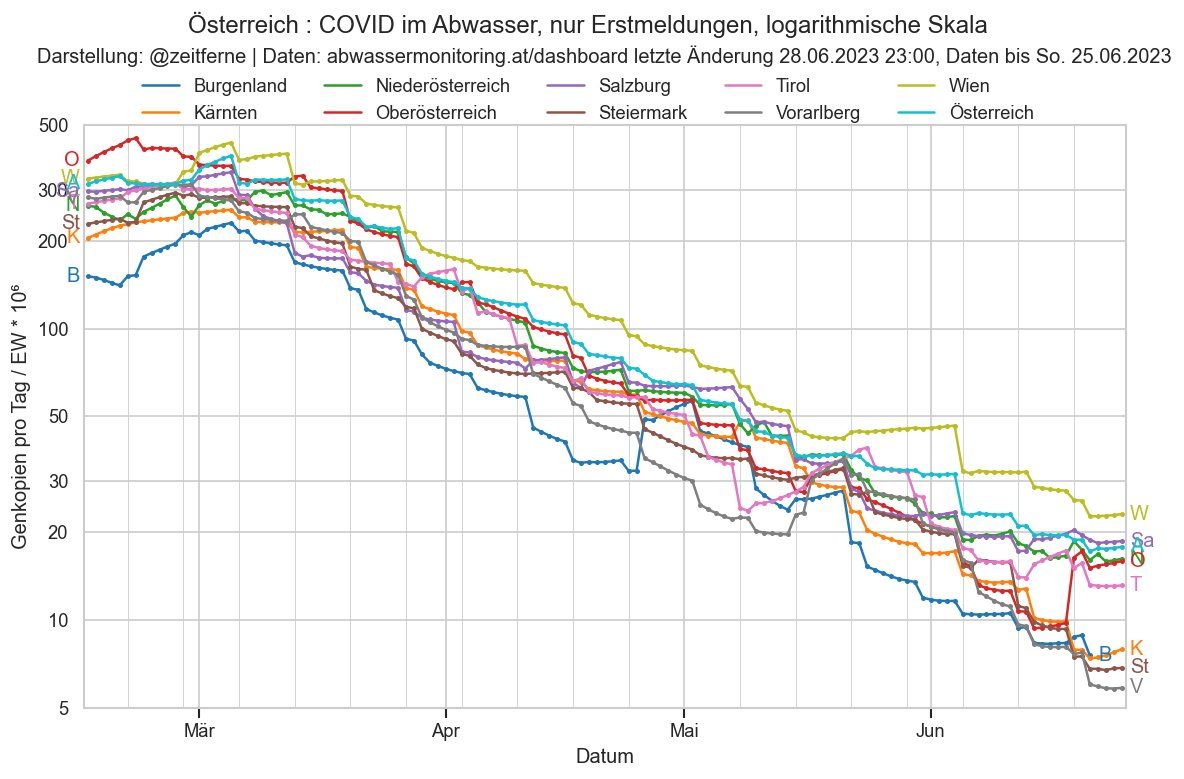 Österreich : COVID im Abwasser, nur Erstmeldungen, logarithmische Skala
Darstellung: @zeitferne | Daten: abwassermonitoring.at/dashboard letzte Änderung 28.06.2023 23:00, Daten bis So. 25.06.2023
Burgenland Niederösterreich Salzburg Tirol Wien
Kärnten Oberösterreich Steiermark Vorarlberg Österreich
500
O
W
300
200
St
K
B
100
50
30
20
10
5
Genkopien pro Tag / EW * 10⁶
W
Sa
O
T
B
K
St
V
Mär Apr Mai Jun
Datum